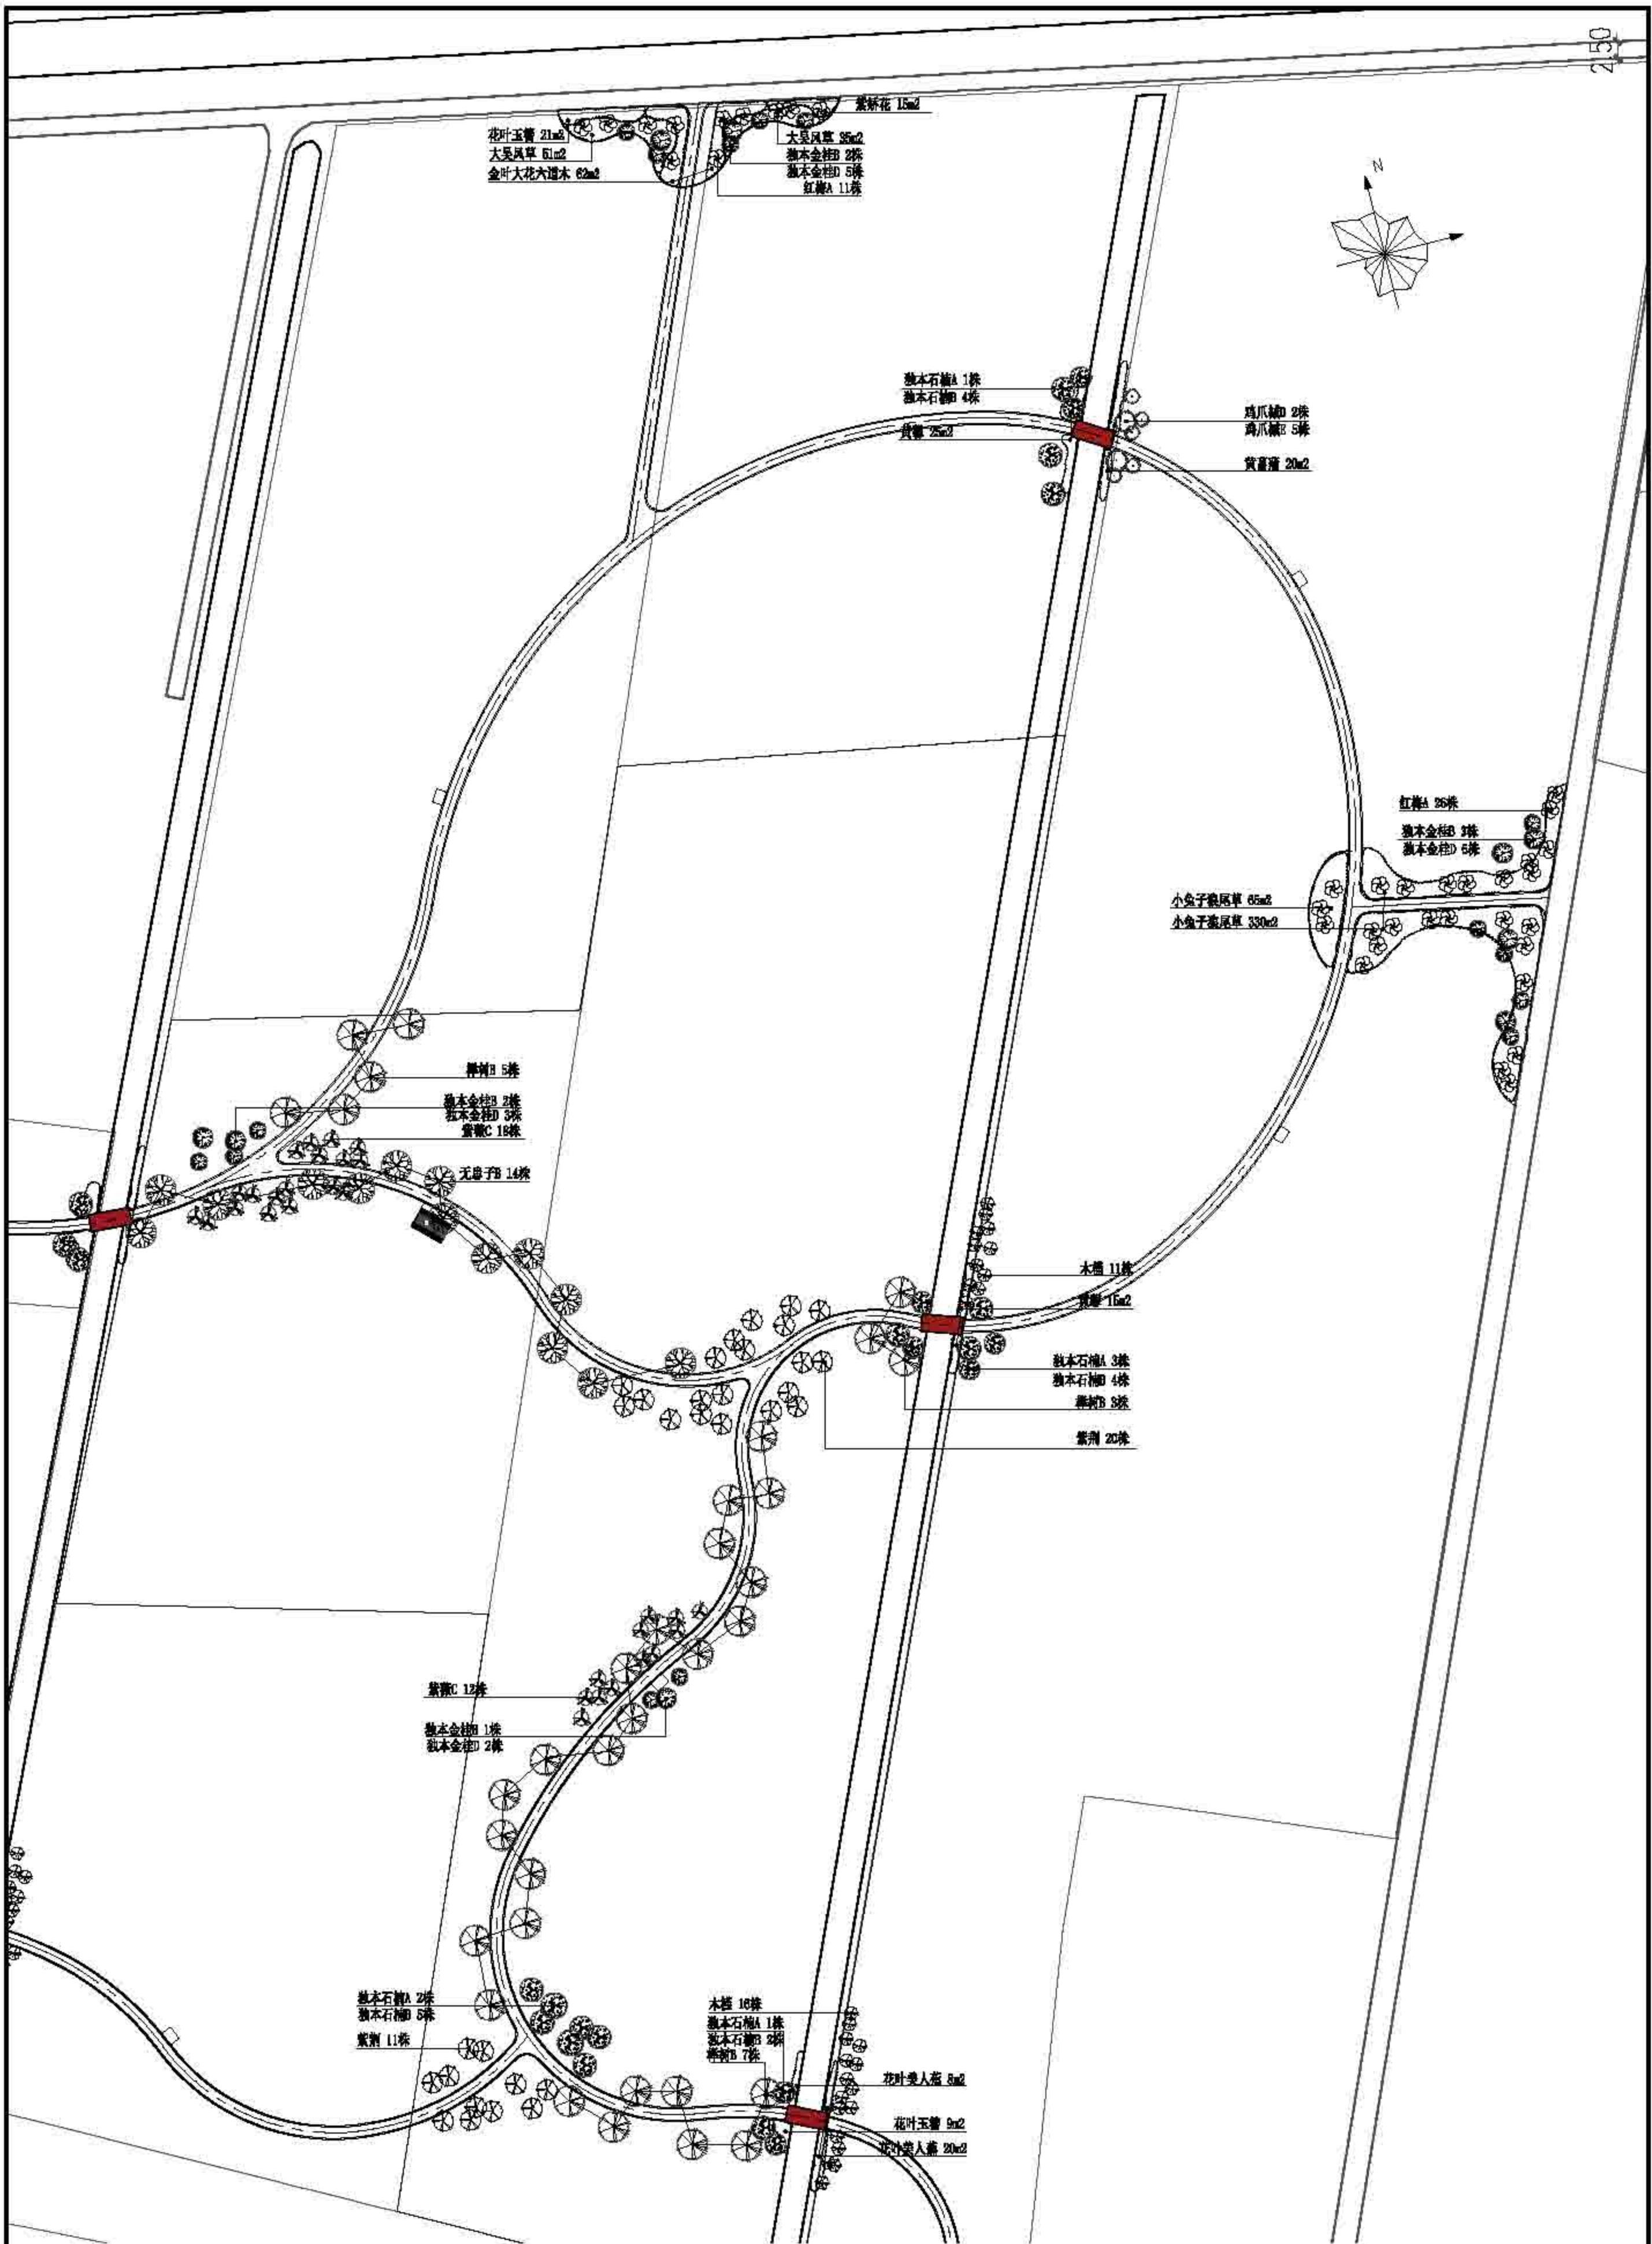 2150
紫娇花 15m2
花叶玉簪 21m2
大吴风草 51m2
金叶大花六道木 62m2
大吴风草 35m2
独本金桂B 2株
独本金桂D 5株
红梅A 11株
N
独本石楠A 1株
独本石楠B 4株
黄馨 25m2
鸡爪槭D 2株
鸡爪槭E 5株
黄菖蒲 20m2
红梅A 26株
独本金桂B 3株
独本金桂D 6株
小兔子狼尾草 65m2
小兔子狼尾草 330m2
榉树B 5株
独本金桂B 2株
独本金桂D 3株
紫薇C 18株
无患子B 14株
木槿 11株
黄馨 15m2
独本石楠A 3株
独本石楠B 4株
榉树B 3株
紫荆 20株
紫薇C 12株
独本金桂B 1株
独本金桂D 2株
独本石楠A 2株
独本石楠B 5株
紫荆 11株
木槿 16株
独本石楠A 1株
独本石楠B 2株
榉树B 7株
花叶美人蕉 8m2
花叶玉簪 9m2
花叶美人蕉 20m2